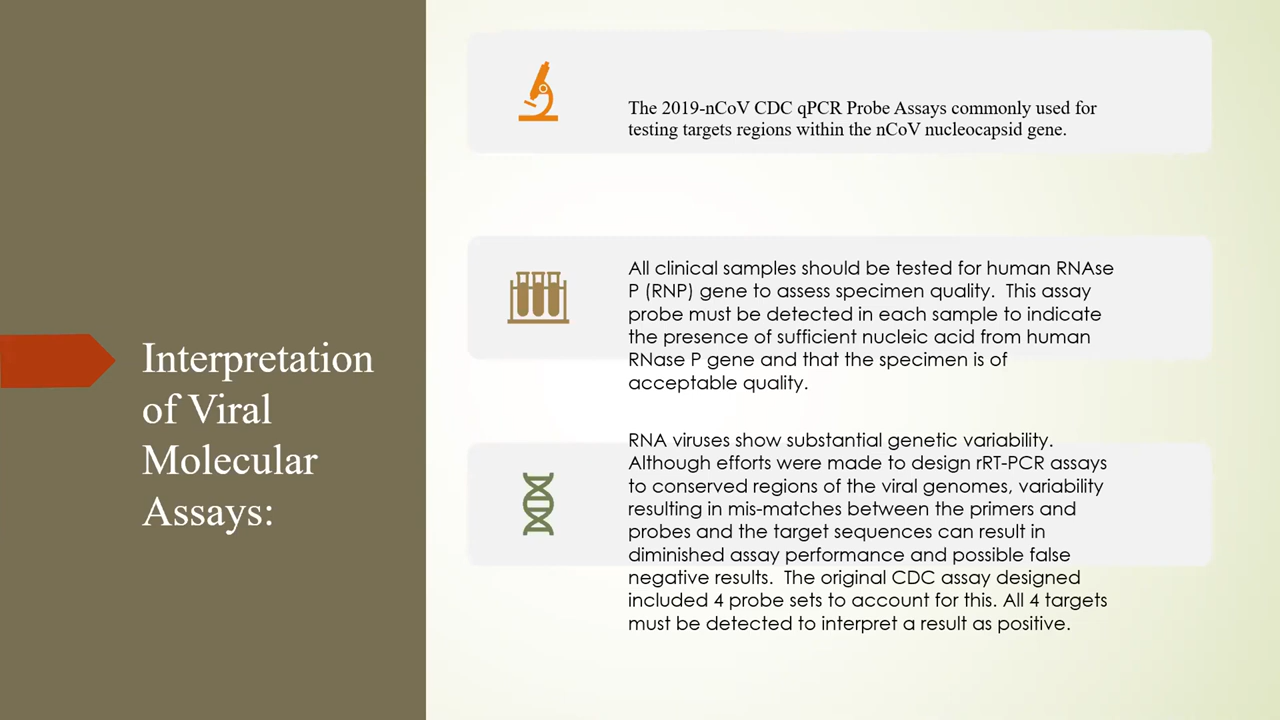 Interpretation
of Viral
Molecular
Assays:
The 2019-nCoV CDC qPCR Probe Assays commonly used for
testing targets regions within the nCoV nucleocapsid gene.
All clinical samples should be tested for human RNAse
P (RNP) gene to assess specimen quality.  This assay
probe must be detected in each sample to indicate
the presence of sufficient nucleic acid from human
RNase P gene and that the specimen is of
acceptable quality.
RNA viruses show substantial genetic variability.
Although efforts were made to design rRT-PCR assays
to conserved regions of the viral genomes, variability
resulting in mis-matches between the primers and
probes and the target sequences can result in
diminished assay performance and possible false
negative results.  The original CDC assay designed
included 4 probe sets to account for this. All 4 targets
must be detected to interpret a result as positive.